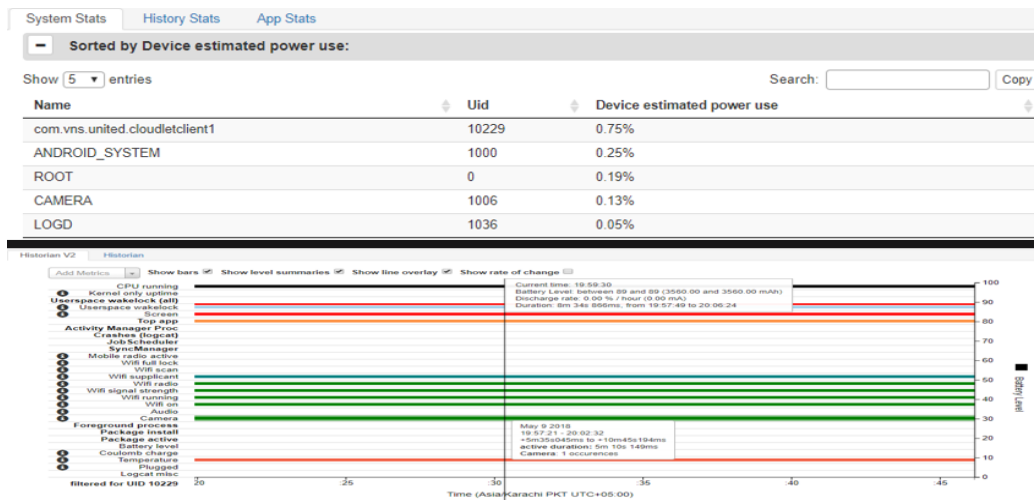 System Stats History Stats App Stats
− Sorted by Device estimated power use:
Show 5 entries Search: Copy
Name Uid Device estimated power use
com.vns.united.cloudletclient1 10229 0.75%
ANDROID_SYSTEM 1000 0.25%
ROOT 0 0.19%
CAMERA 1006 0.13%
LOGD 1036 0.05%
Historian V2 Historian
Add Metrics Show bars Show level summaries Show line overlay Show rate of change
CPU running
Kernel only uptime
Userspace wakelock (all)
Userspace wakelock
Screen
Top app
Activity Manager Proc
Crashes (logcat)
JobScheduler
SyncManager
Mobile radio active
Wifi full lock
Wifi scan
Wifi supplicant
Wifi radio
Wifi signal strength
Wifi running
Wifi on
Audio
Camera
Foreground process
Package install
Package active
Battery level
Coulomb charge
Temperature
Plugged
Logcat misc
filtered for UID 10229
Current time: 19:59:30
Battery Level: between 89 and 89 (3560.00 and 3560.00 mAh)
Discharge rate: 0.00 % / hour (0.00 mA)
Duration: 8m 34s 866ms, from 19:57:49 to 20:06:24
May 9 2018
19:57:21 - 20:02:32
+5m35s045ms to +10m45s194ms
active duration: 5m 10s 149ms
Camera: 1 occurences
100
90
80
70
60
50
40
30
20
10
0
Battery Level
:20 :25 :30 :35 :40 :45
Time (Asia/Karachi PKT UTC+05:00)